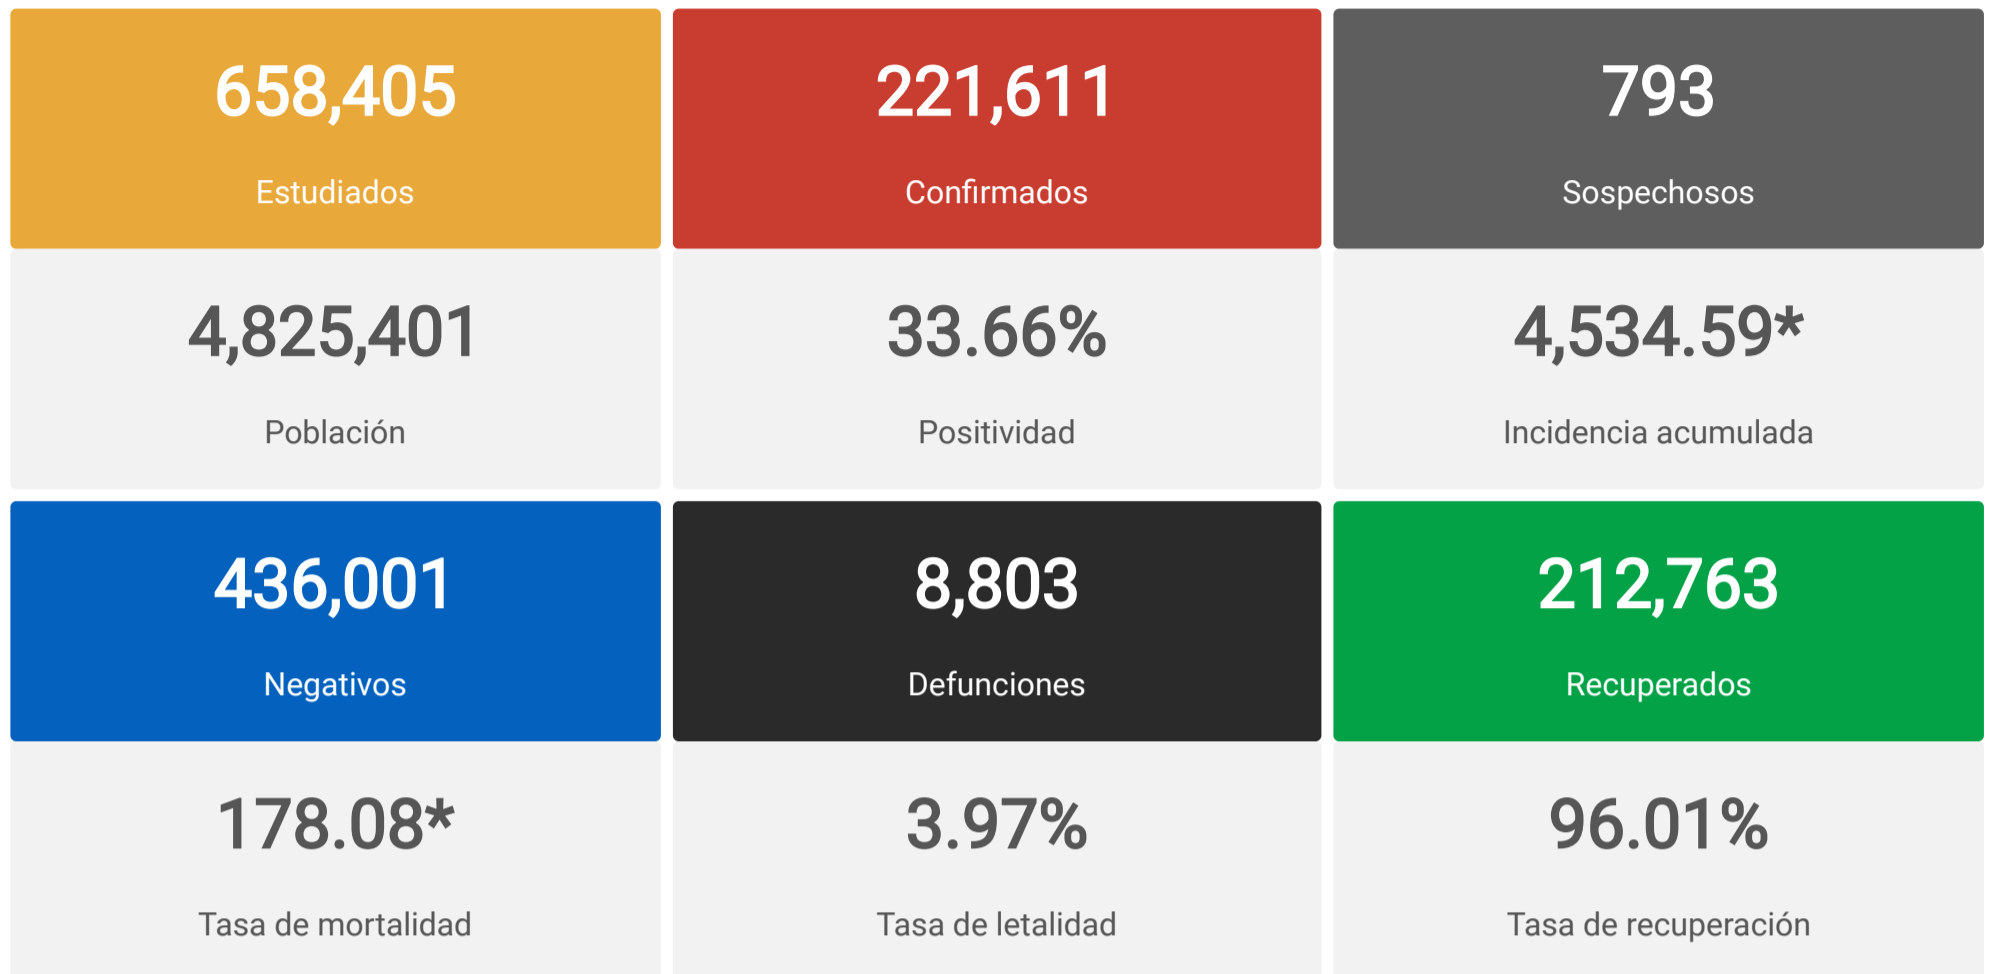 658,405
Estudiados
221,611
Confirmados
793
Sospechosos
4,825,401
Población
33.66%
Positividad
4,534.59*
Incidencia acumulada
436,001
Negativos
8,803
Defunciones
212,763
Recuperados
178.08*
Tasa de mortalidad
3.97%
Tasa de letalidad
96.01%
Tasa de recuperación